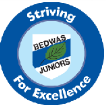 Striving
BEDWAS
JUNIORS
For Excellence